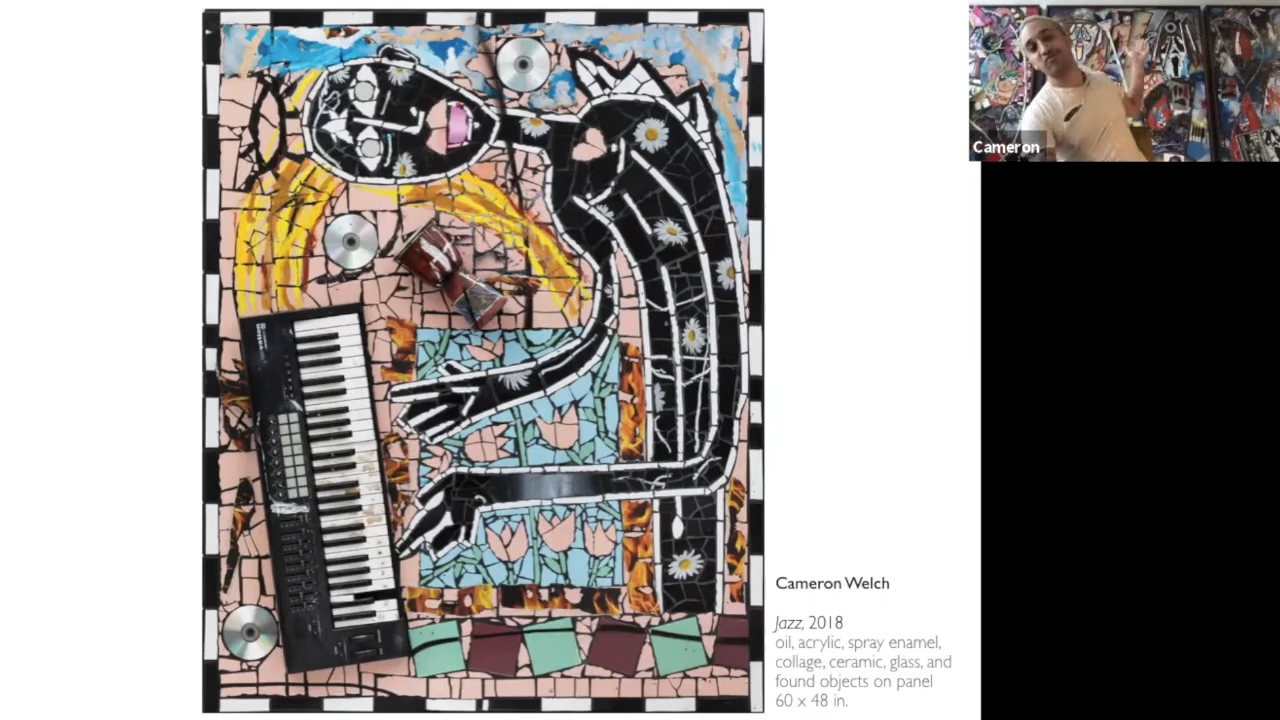 Cameron
Cameron Welch
Jazz, 2018
oil, acrylic, spray enamel,
collage, ceramic, glass, and
found objects on panel
60 x 48 in.